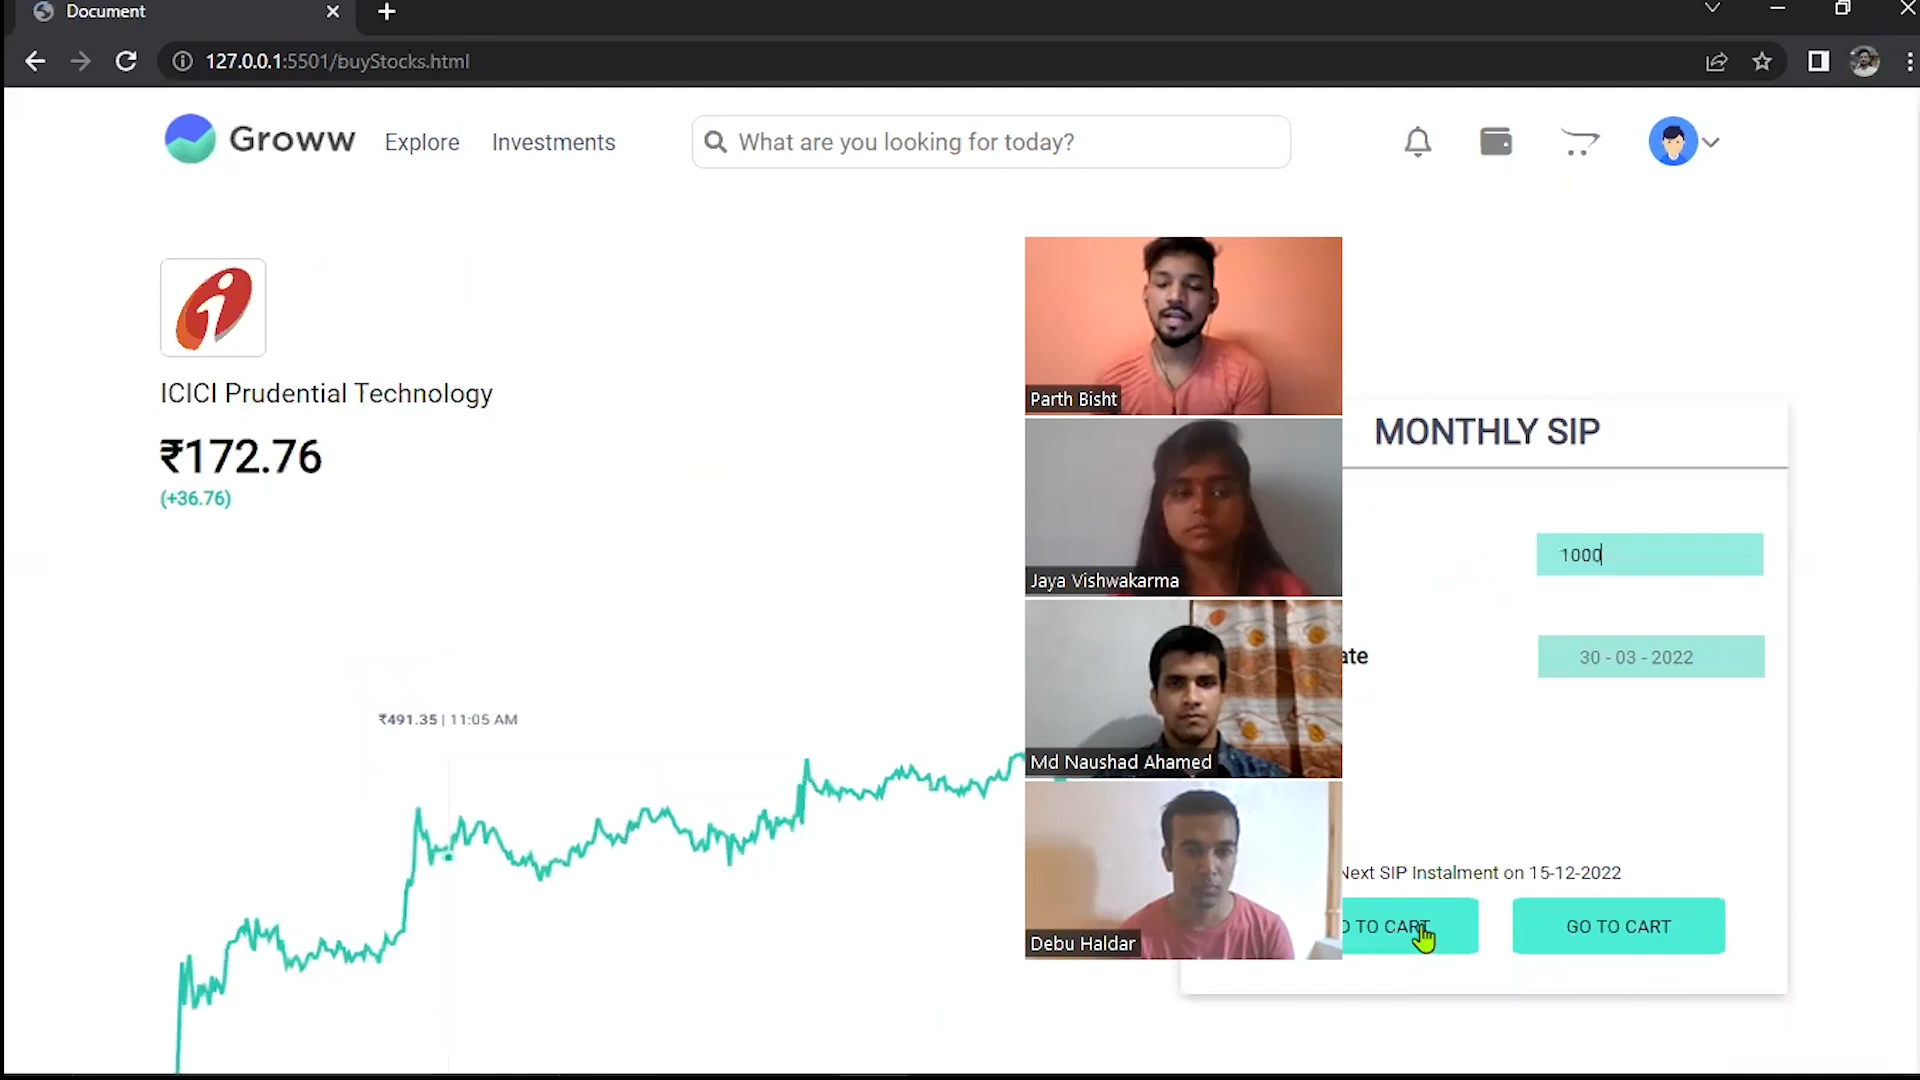 Document
127.0.0.1:5501/buyStocks.html
Groww
Explore
Investments
What are you looking for today?
ICICI Prudential Technology
₹172.76
(+36.76)
₹491.35 | 11:05 AM
Parth Bisht
Jaya Vishwakarma
Md Naushad Ahamed
Debu Haldar
MONTHLY SIP
1000
ate
30 - 03 - 2022
Next SIP Instalment on 15-12-2022
TO CART
GO TO CART